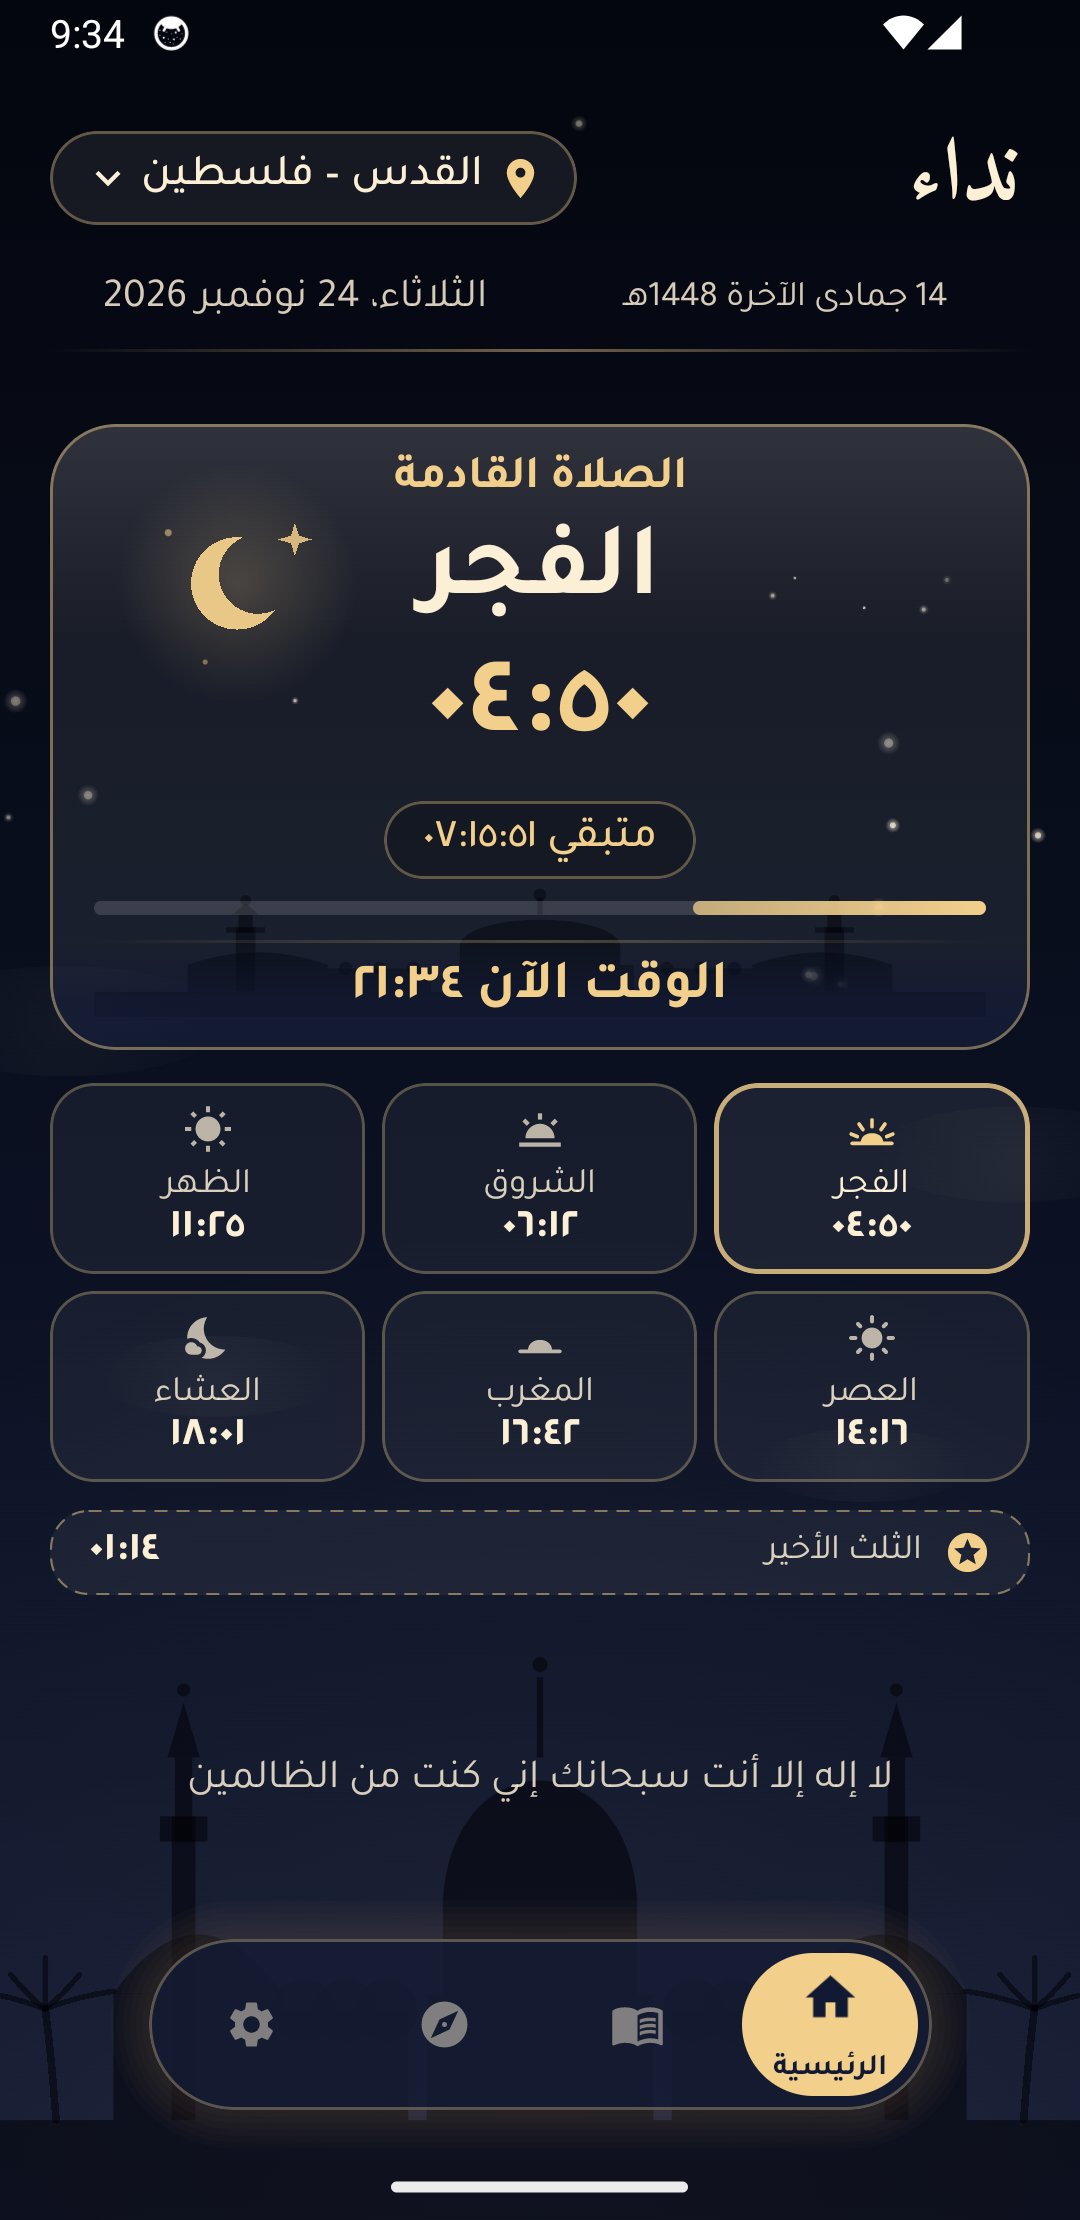 9:34
نداء
القدس - فلسطين
14 جمادى الآخرة 1448هـ
الثلاثاء، 24 نوفمبر 2026
الصلاة القادمة
الفجر
٠٤:٥٠
متبقي ٠٧:١٥:٥١
الوقت الآن ٢١:٣٤
الفجر
٠٤:٥٠
الشروق
٠٦:١٢
الظهر
١١:٢٥
العصر
١٤:١٦
المغرب
١٦:٤٢
العشاء
١٨:٠١
الثلث الأخير
٠١:١٤
لا إله إلا أنت سبحانك إني كنت من الظالمين
الرئيسية